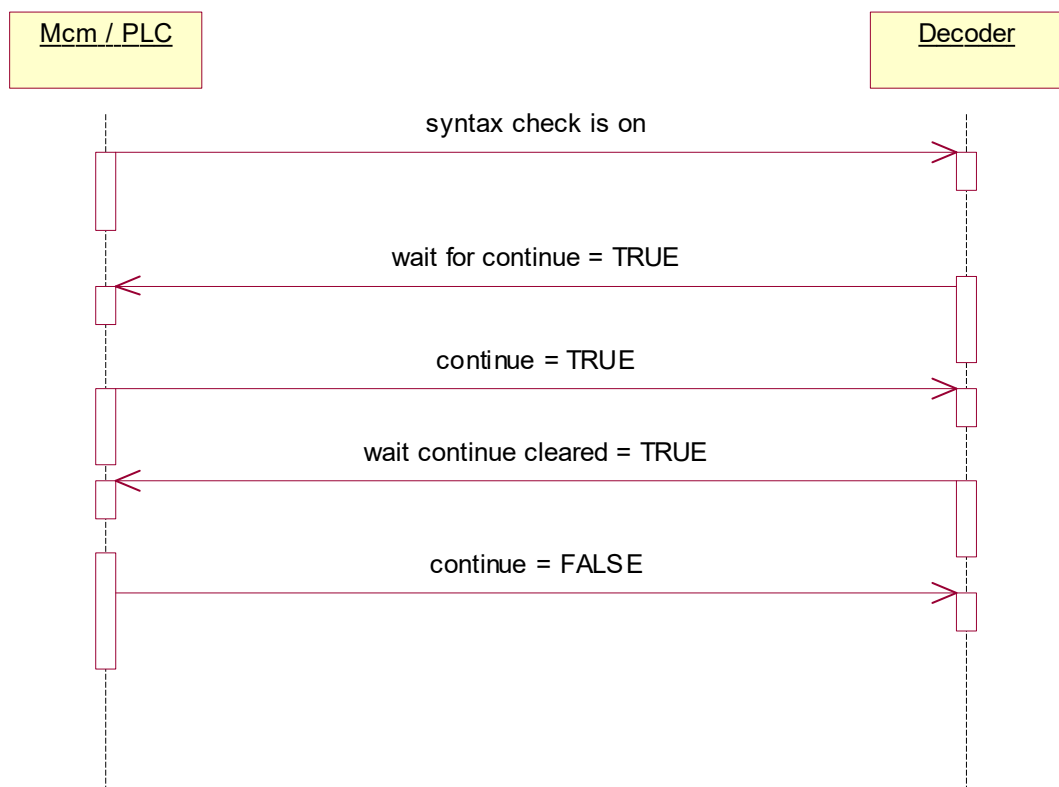 Mcm / PLC
Decoder
syntax check is on
wait for continue = TRUE
continue = TRUE
wait continue cleared = TRUE
continue = FALSE